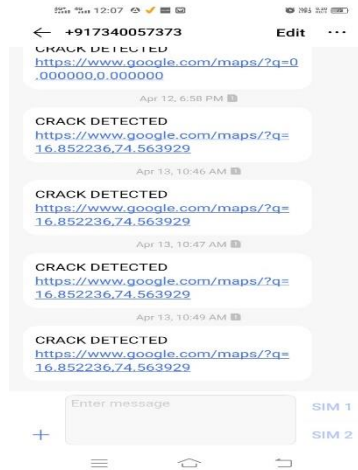 12:07
+917340057373 Edit
CRACK DETECTED
https://www.google.com/maps/?q=0
.000000,0.000000
Apr 12, 6:58 PM
CRACK DETECTED
https://www.google.com/maps/?q=
16.852236,74.563929
Apr 13, 10:46 AM
CRACK DETECTED
https://www.google.com/maps/?q=
16.852236,74.563929
Apr 13, 10:47 AM
CRACK DETECTED
https://www.google.com/maps/?q=
16.852236,74.563929
Apr 13, 10:49 AM
CRACK DETECTED
https://www.google.com/maps/?q=
16.852236,74.563929
Enter message
SIM 1
SIM 2